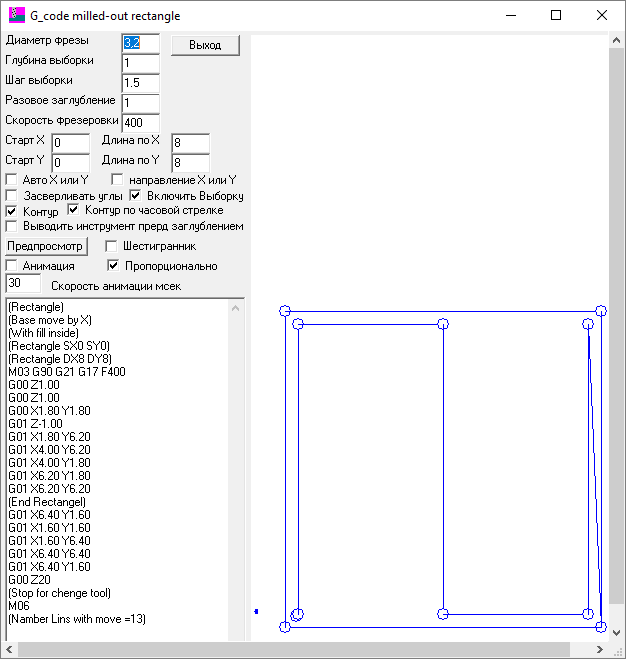 G_code milled-out rectangle
Диаметр фрезы 3,2 Выход
Глубина выборки 1
Шаг выборки 1.5
Разовое заглубление 1
Скорость фрезеровки 400
Старт X 0 Длина по X 8
Старт Y 0 Длина по Y 8
Авто X или Y направление X или Y
Засверливать углы Включить Выборку
Контур Контур по часовой стрелке
Выводить инструмент прерд заглублением
Предпросмотр Шестигранник
Анимация Пропорционально
30 Скорость анимации мсек
(Rectangle)
(Base move by X)
(With fill inside)
(Rectangle SX0 SY0)
(Rectangle DX8 DY8)
M03 G90 G21 G17 F400
G00 Z1.00
G00 Z1.00
G00 X1.80 Y1.80
G01 Z-1.00
G01 X1.80 Y6.20
G01 X4.00 Y6.20
G01 X4.00 Y1.80
G01 X6.20 Y1.80
G01 X6.20 Y6.20
(End Rectangel)
G01 X6.40 Y1.60
G01 X1.60 Y1.60
G01 X1.60 Y6.40
G01 X6.40 Y6.40
G01 X6.40 Y1.60
G00 Z20
(Stop for chenge tool)
M06
(Namber Lins with move =13)